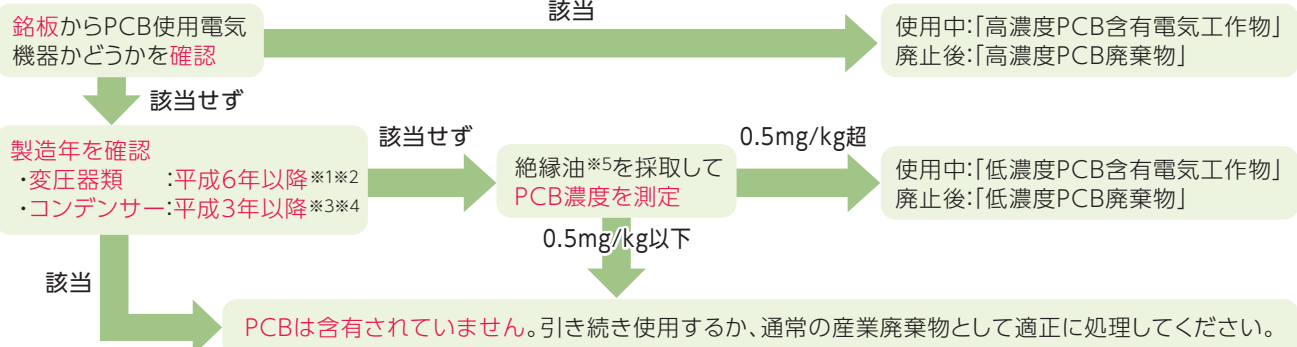 銘板からPCB使用電気
機器かどうかを確認
該当
使用中:「高濃度PCB含有電気工作物」
廃止後:「高濃度PCB廃棄物」
該当せず
製造年を確認
・変圧器類　:平成6年以降※1※2
・コンデンサー:平成3年以降※3※4
該当せず
絶縁油※5を採取して
PCB濃度を測定
0.5mg/kg超
使用中:「低濃度PCB含有電気工作物」
廃止後:「低濃度PCB廃棄物」
0.5mg/kg以下
該当
PCBは含有されていません。引き続き使用するか、通常の産業廃棄物として適正に処理してください。